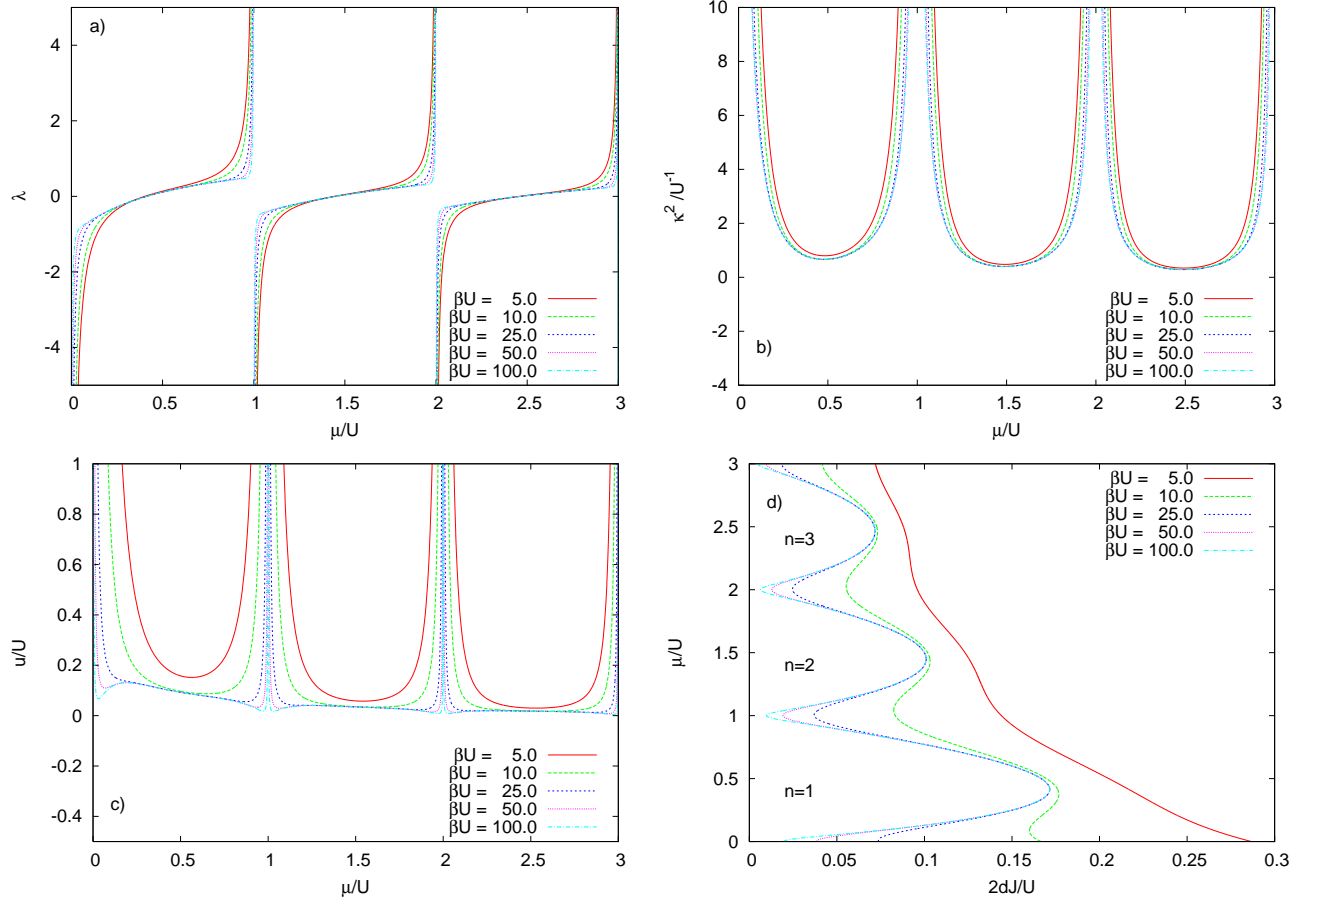 a)
4
2
0
-2
-4
λ
βU = 5.0
βU = 10.0
βU = 25.0
βU = 50.0
βU = 100.0
0 0.5 1 1.5 2 2.5 3
μ/U
10
8
6
4
2
0
-2
-4
κ² /U⁻¹
b)
βU = 5.0
βU = 10.0
βU = 25.0
βU = 50.0
βU = 100.0
0 0.5 1 1.5 2 2.5 3
μ/U
1
0.8
0.6
0.4
0.2
0
-0.2
-0.4
u/U
c)
βU = 5.0
βU = 10.0
βU = 25.0
βU = 50.0
βU = 100.0
0 0.5 1 1.5 2 2.5 3
μ/U
3
2.5
2
1.5
1
0.5
0
μ/U
d)
βU = 5.0
βU = 10.0
βU = 25.0
βU = 50.0
βU = 100.0
n=3
n=2
n=1
0 0.05 0.1 0.15 0.2 0.25 0.3
2dJ/U